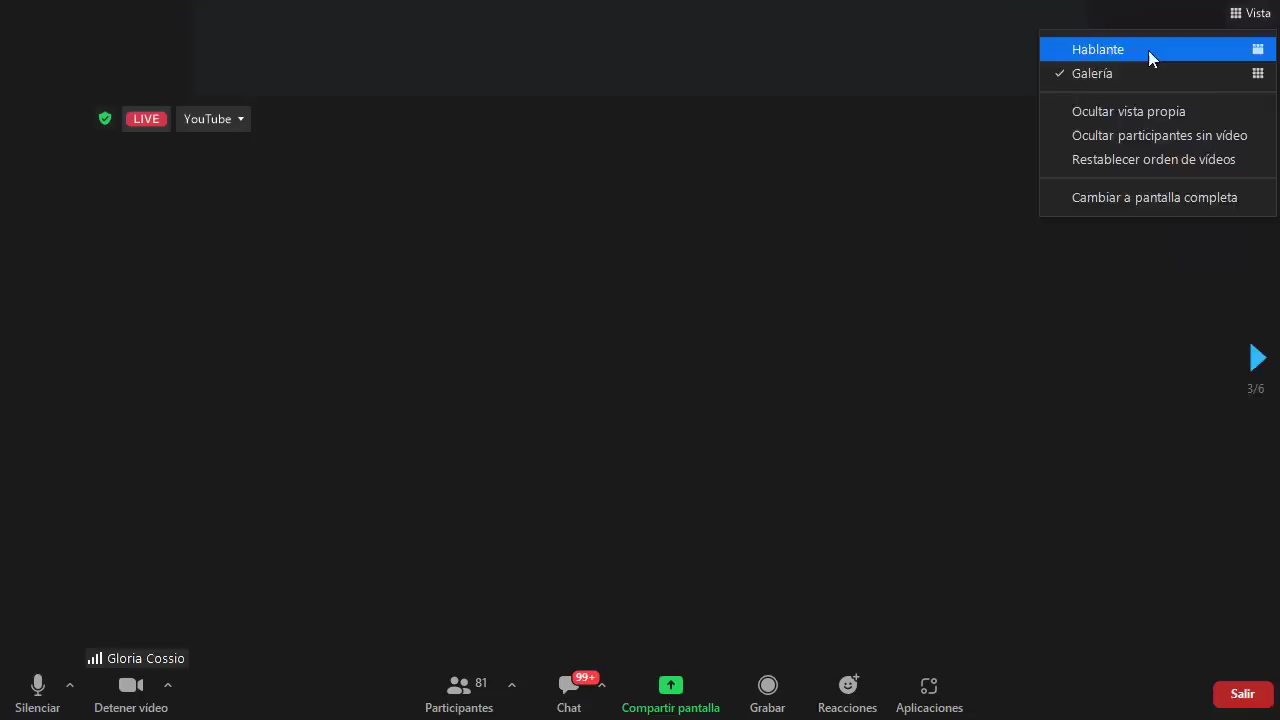 Vista
Hablante
Galería
Ocultar vista propia
Ocultar participantes sin vídeo
Restablecer orden de vídeos
Cambiar a pantalla completa
LIVE YouTube
3/6
Gloria Cossio
81
99+
Silenciar Detener vídeo Participantes Chat Compartir pantalla Grabar Reacciones Aplicaciones Salir